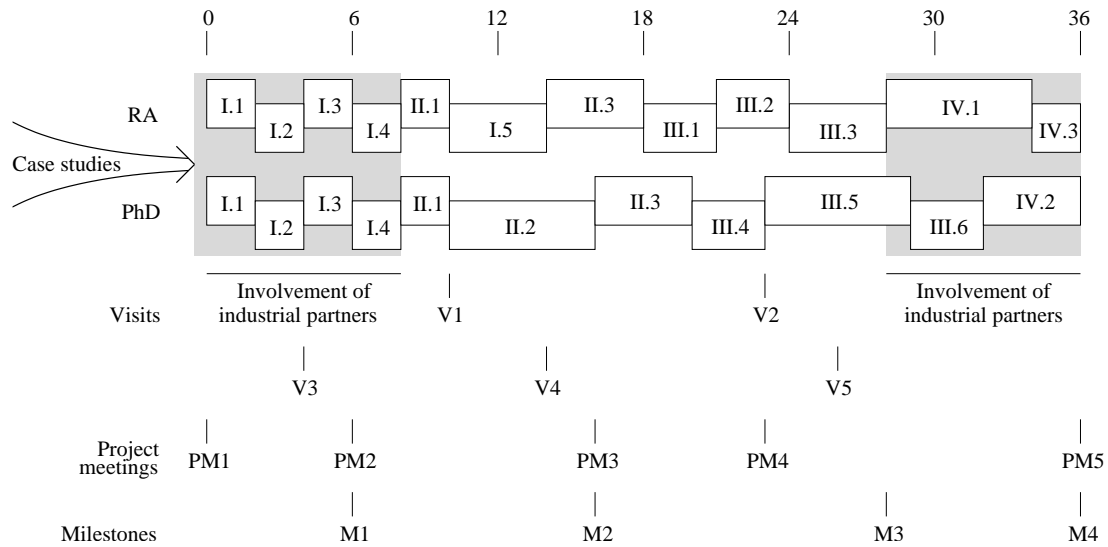 0 6 12 18 24 30 36
RA
I.1 I.3 II.1 II.3 III.2 IV.1
I.2 I.4 I.5 III.1 III.3 IV.3
Case studies
PhD
I.1 I.3 II.1 II.3 III.5 IV.2
I.2 I.4 II.2 III.4 III.6
Involvement of
industrial partners
Involvement of
industrial partners
Visits V1 V2
V3 V4 V5
Project
meetings
PM1 PM2 PM3 PM4 PM5
Milestones M1 M2 M3 M4